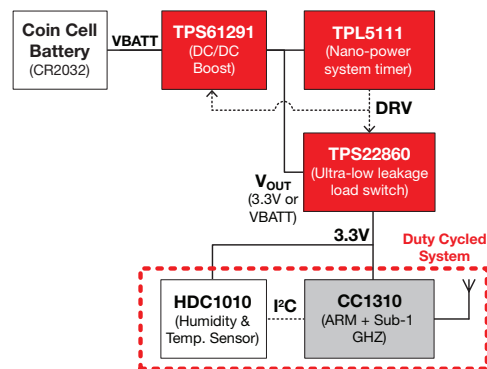 Coin Cell
Battery
(CR2032)
VBATT
TPS61291
(DC/DC
Boost)
TPL5111
(Nano-power
system timer)
DRV
TPS22860
(Ultra-low leakage
load switch)
VOUT
(3.3V or
VBATT)
3.3V
Duty Cycled
System
HDC1010
(Humidity &
Temp. Sensor)
I²C
CC1310
(ARM + Sub-1
GHZ)